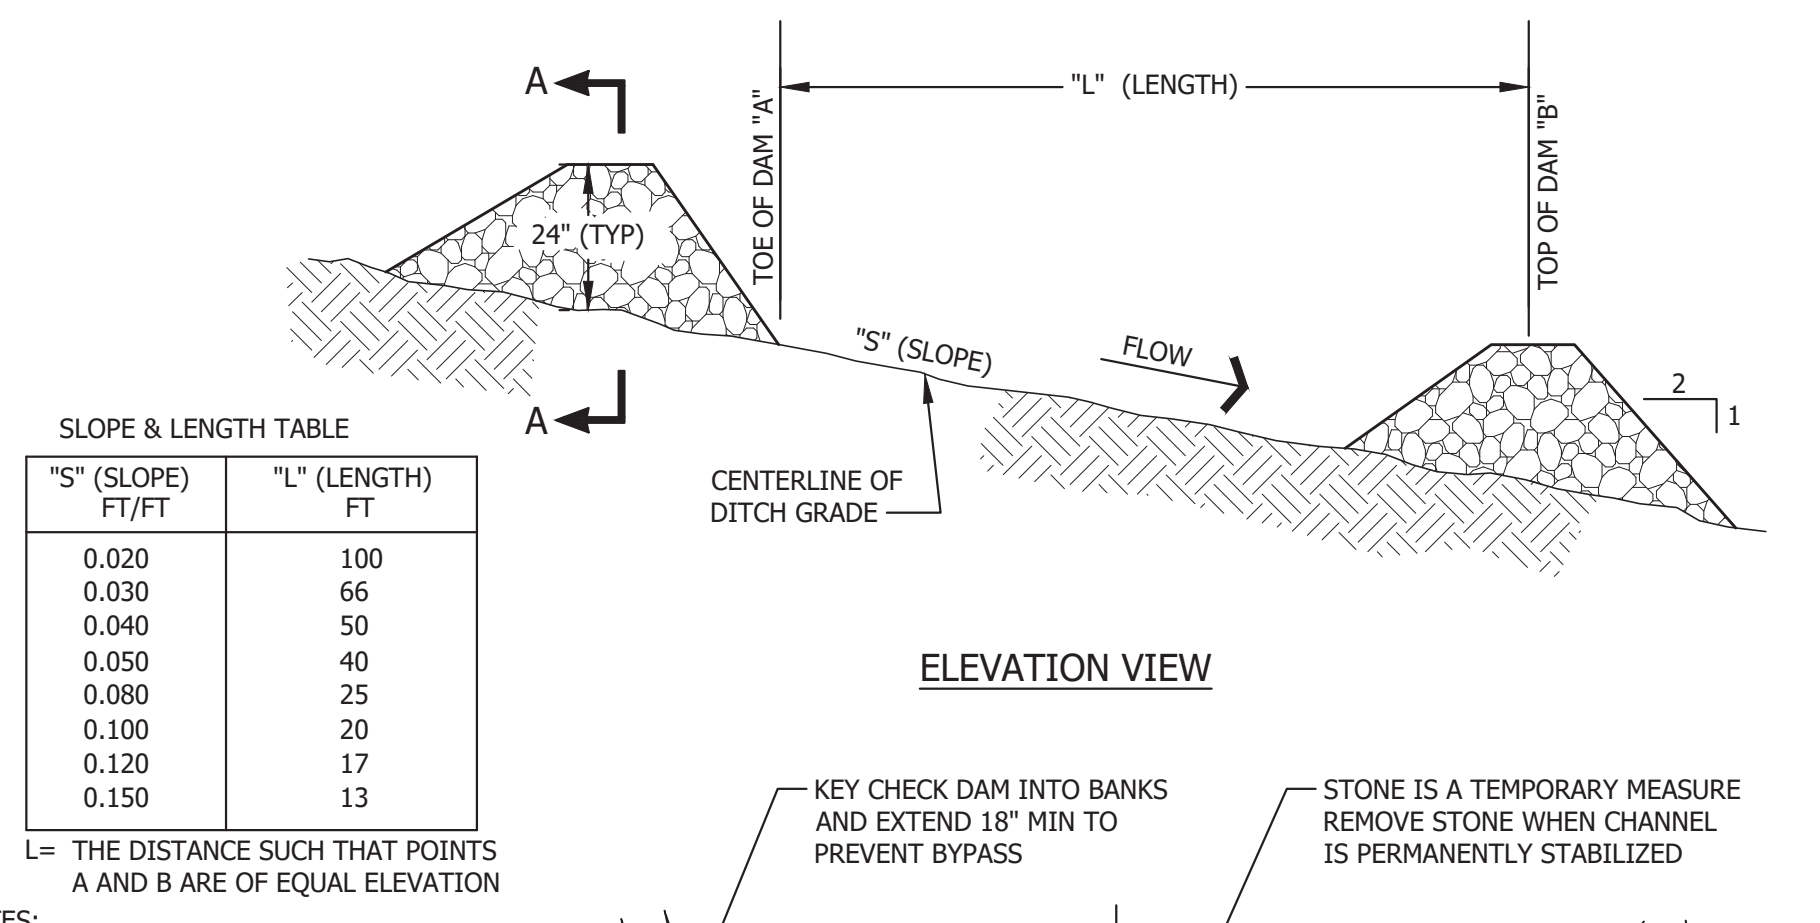 A
"L" (LENGTH)
TOE OF DAM "A"
TOP OF DAM "B"
24" (TYP)
"S" (SLOPE)
FLOW
2
1
A
CENTERLINE OF
DITCH GRADE
SLOPE & LENGTH TABLE
"S" (SLOPE) "L" (LENGTH)
FT/FT FT
0.020 100
0.030 66
0.040 50
0.050 40
0.080 25
0.100 20
0.120 17
0.150 13
L= THE DISTANCE SUCH THAT POINTS
A AND B ARE OF EQUAL ELEVATION
ELEVATION VIEW
KEY CHECK DAM INTO BANKS
AND EXTEND 18" MIN TO
PREVENT BYPASS
STONE IS A TEMPORARY MEASURE
REMOVE STONE WHEN CHANNEL
IS PERMANENTLY STABILIZED